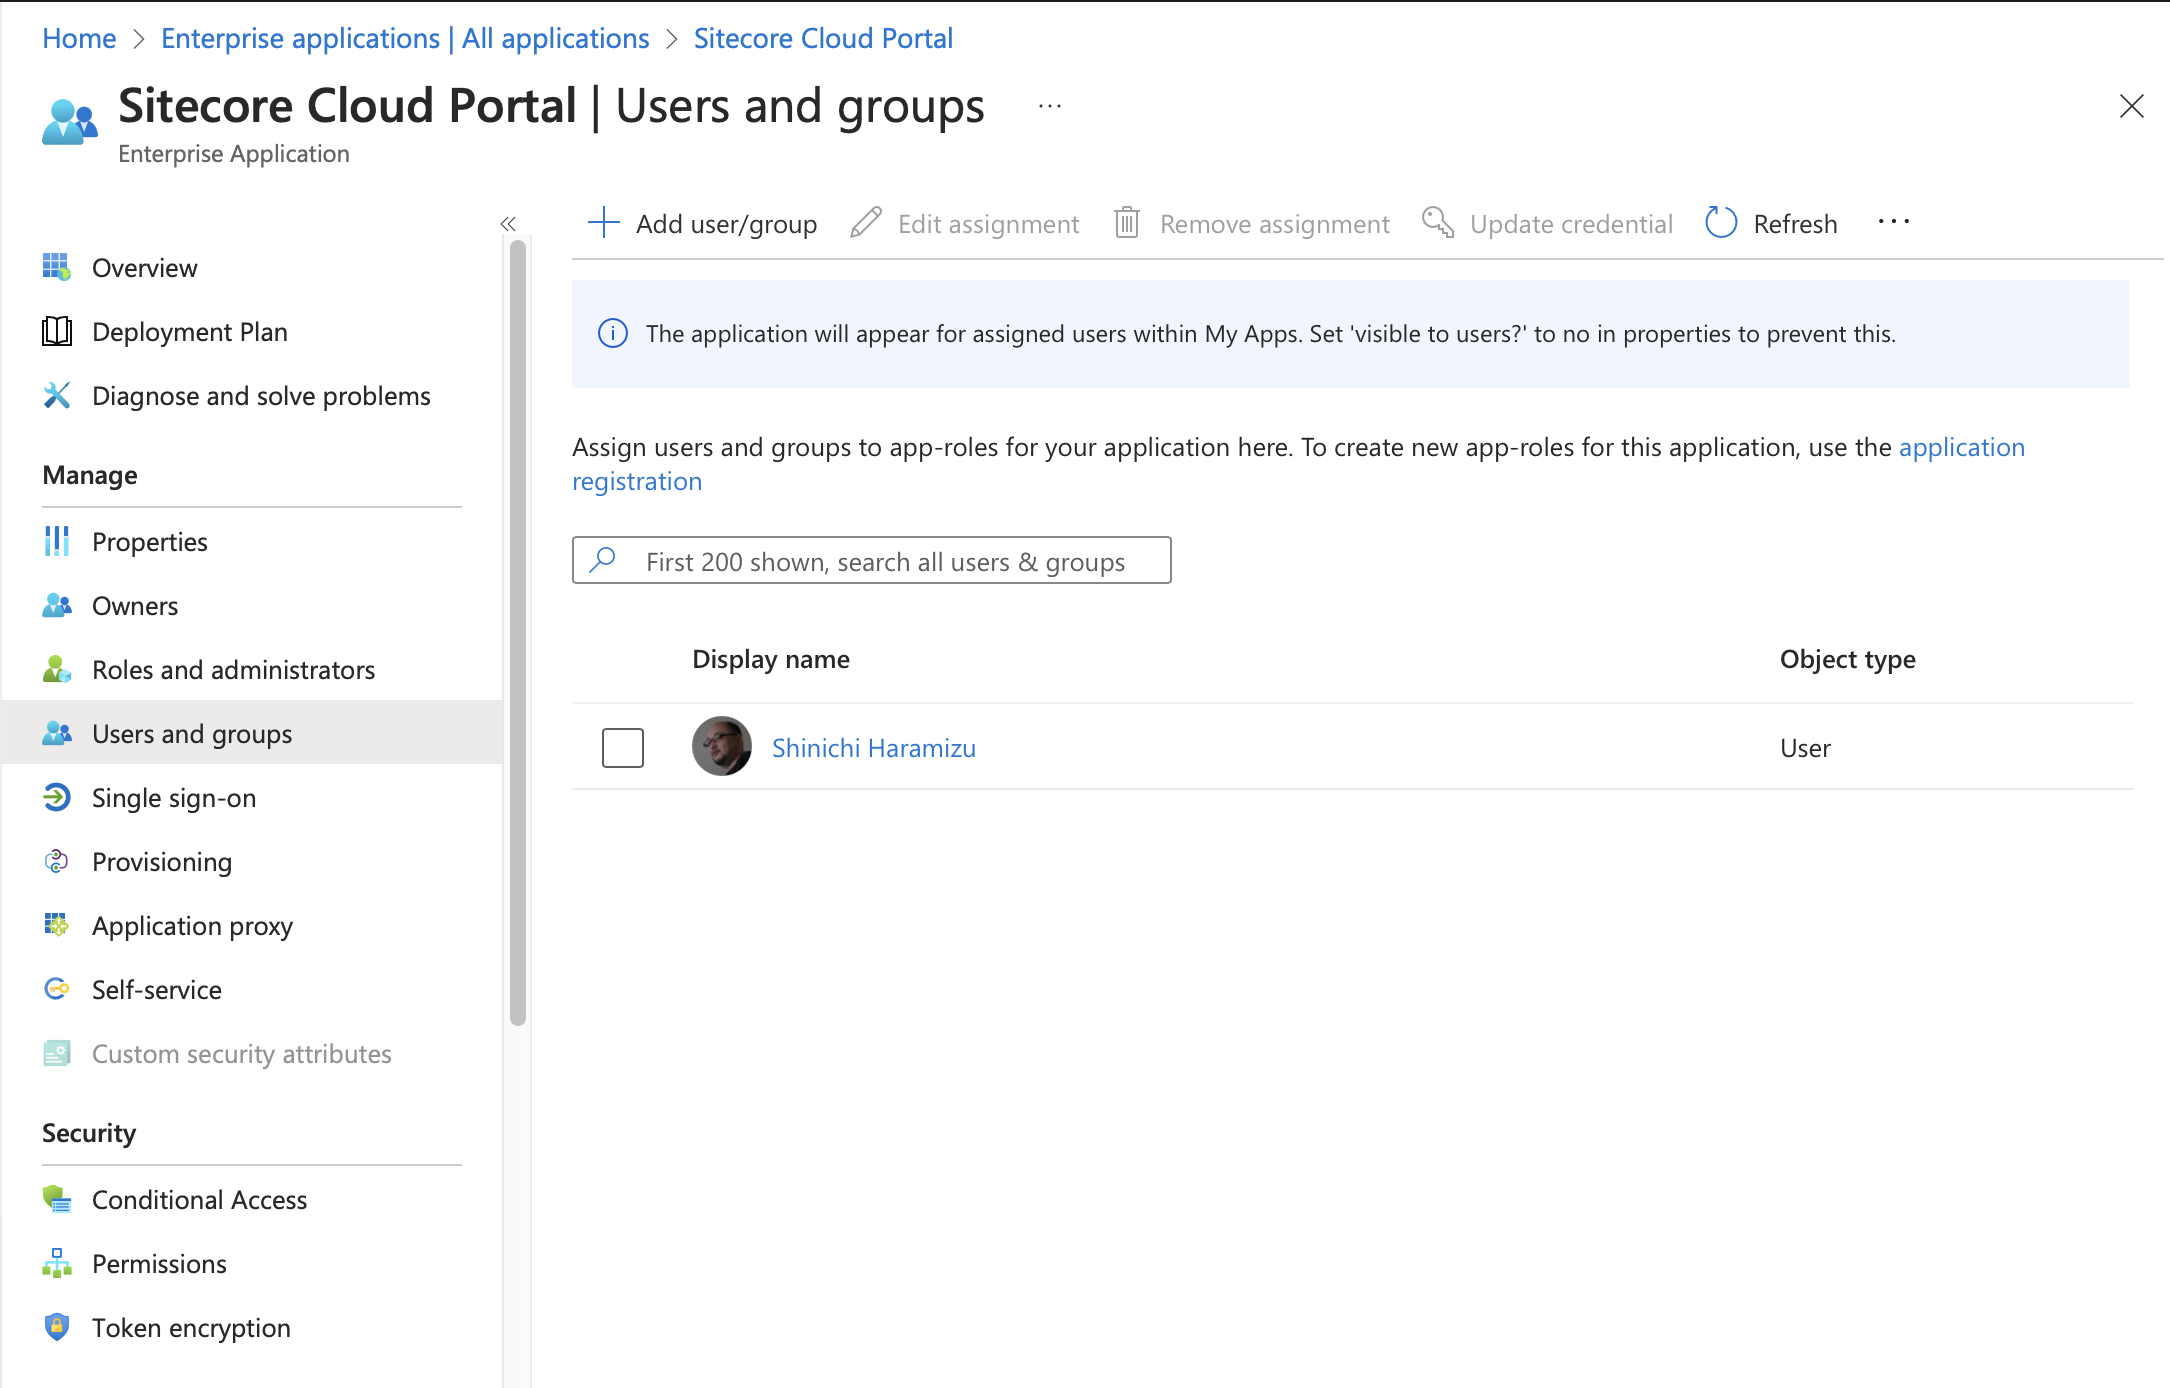 Home > Enterprise applications | All applications > Sitecore Cloud Portal
Sitecore Cloud Portal | Users and groups ...
Enterprise Application
Overview
Deployment Plan
Diagnose and solve problems
Manage
Properties
Owners
Roles and administrators
Users and groups
Single sign-on
Provisioning
Application proxy
Self-service
Custom security attributes
Security
Conditional Access
Permissions
Token encryption
Add user/group Edit assignment Remove assignment Update credential Refresh ...
The application will appear for assigned users within My Apps. Set 'visible to users?' to no in properties to prevent this.
Assign users and groups to app-roles for your application here. To create new app-roles for this application, use the application
registration
First 200 shown, search all users & groups
Display name Object type
Shinichi Haramizu User